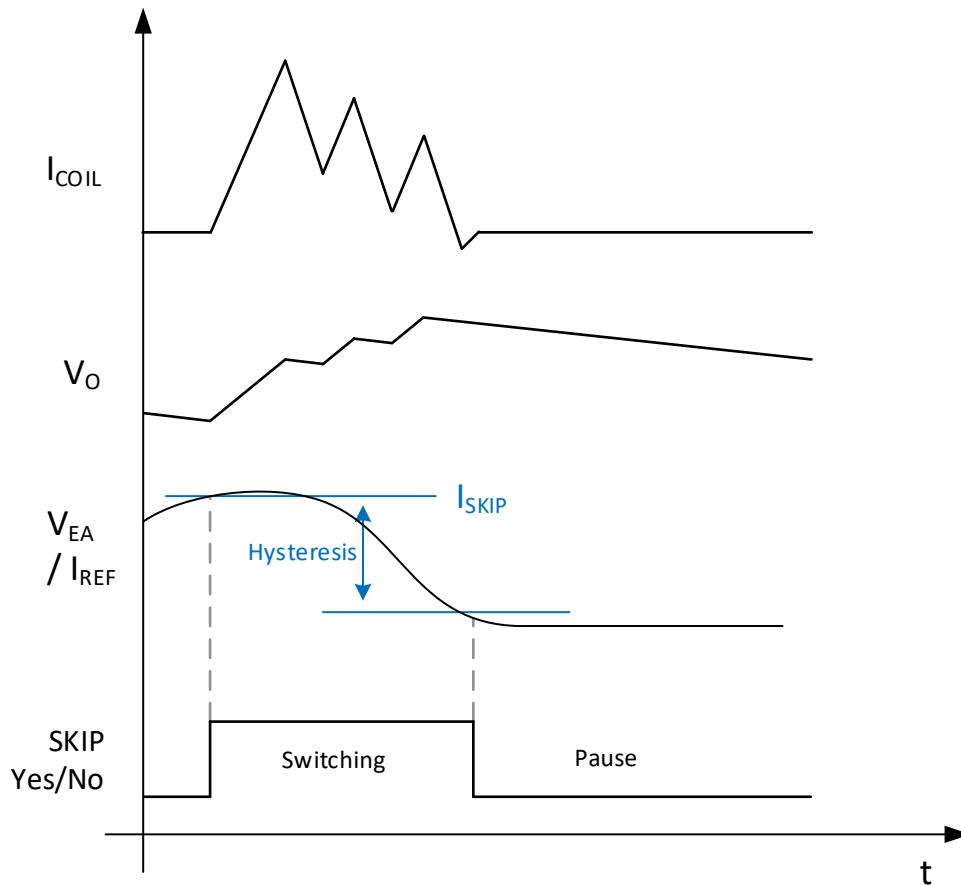 I_COIL
V_O
V_EA
/ I_REF
I_SKIP
Hysteresis
SKIP
Yes/No
Switching
Pause
t